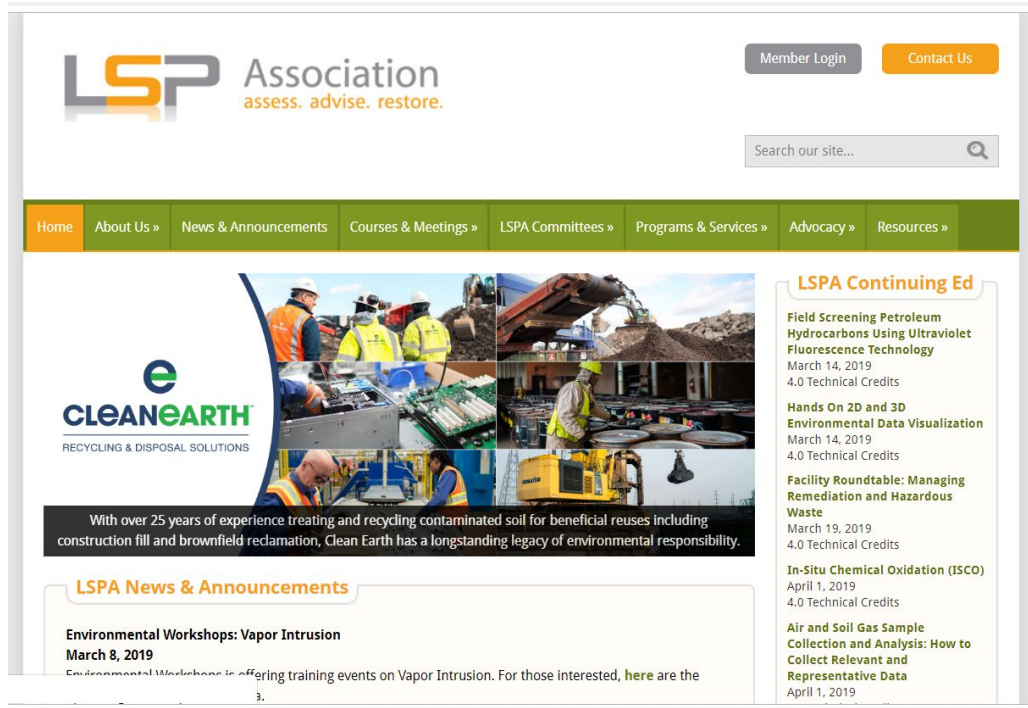 LSP Association
assess. advise. restore.
Member Login
Contact Us
Search our site...
Home
About Us »
News & Announcements
Courses & Meetings »
LSPA Committees »
Programs & Services »
Advocacy »
Resources »
CLEANEARTH
RECYCLING & DISPOSAL SOLUTIONS
KOMATSU
With over 25 years of experience treating and recycling contaminated soil for beneficial reuses including
construction fill and brownfield reclamation, Clean Earth has a longstanding legacy of environmental responsibility.
LSPA News & Announcements
Environmental Workshops: Vapor Intrusion
March 8, 2019
Environmental Workshops is offering training events on Vapor Intrusion. For those interested, here are the
LSPA Continuing Ed
Field Screening Petroleum
Hydrocarbons Using Ultraviolet
Fluorescence Technology
March 14, 2019
4.0 Technical Credits
Hands On 2D and 3D
Environmental Data Visualization
March 14, 2019
4.0 Technical Credits
Facility Roundtable: Managing
Remediation and Hazardous
Waste
March 19, 2019
4.0 Technical Credits
In-Situ Chemical Oxidation (ISCO)
April 1, 2019
4.0 Technical Credits
Air and Soil Gas Sample
Collection and Analysis: How to
Collect Relevant and
Representative Data
April 1, 2019